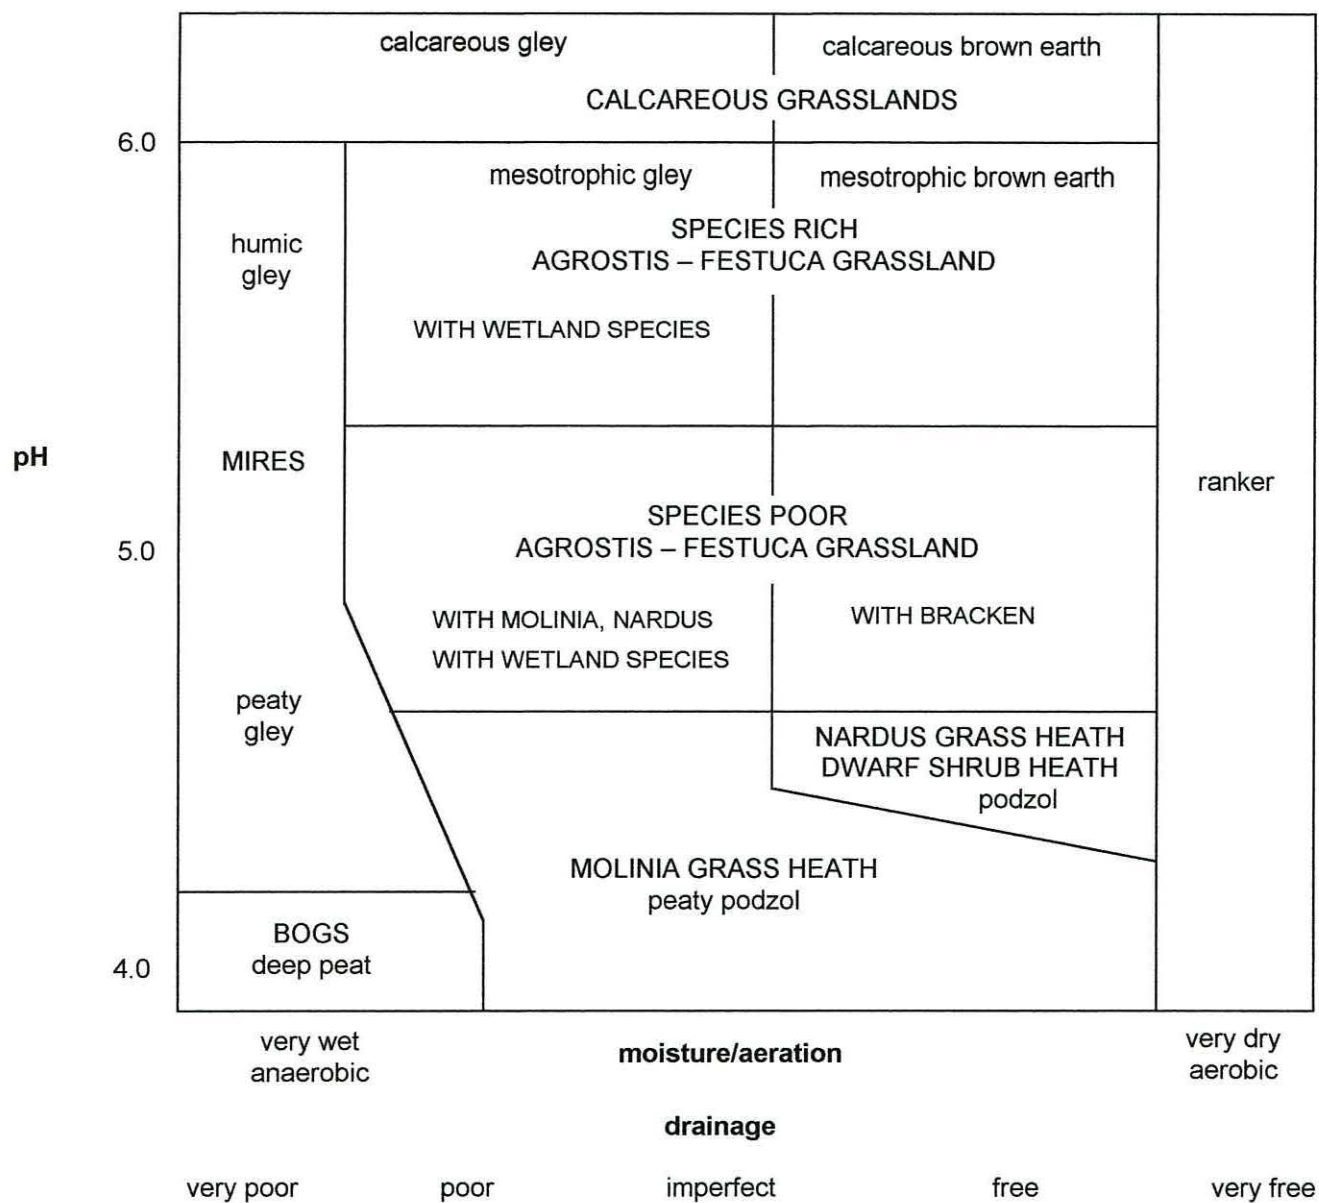 calcareous gley
calcareous brown earth
CALCAREOUS GRASSLANDS
6.0
mesotrophic gley
mesotrophic brown earth
humic
gley
SPECIES RICH
AGROSTIS – FESTUCA GRASSLAND
WITH WETLAND SPECIES
pH
MIRES
ranker
SPECIES POOR
AGROSTIS – FESTUCA GRASSLAND
5.0
WITH MOLINIA, NARDUS
WITH WETLAND SPECIES
WITH BRACKEN
peaty
gley
NARDUS GRASS HEATH
DWARF SHRUB HEATH
podzol
MOLINIA GRASS HEATH
peaty podzol
BOGS
deep peat
4.0
very wet
anaerobic
moisture/aeration
very dry
aerobic
drainage
very poor
poor
imperfect
free
very free